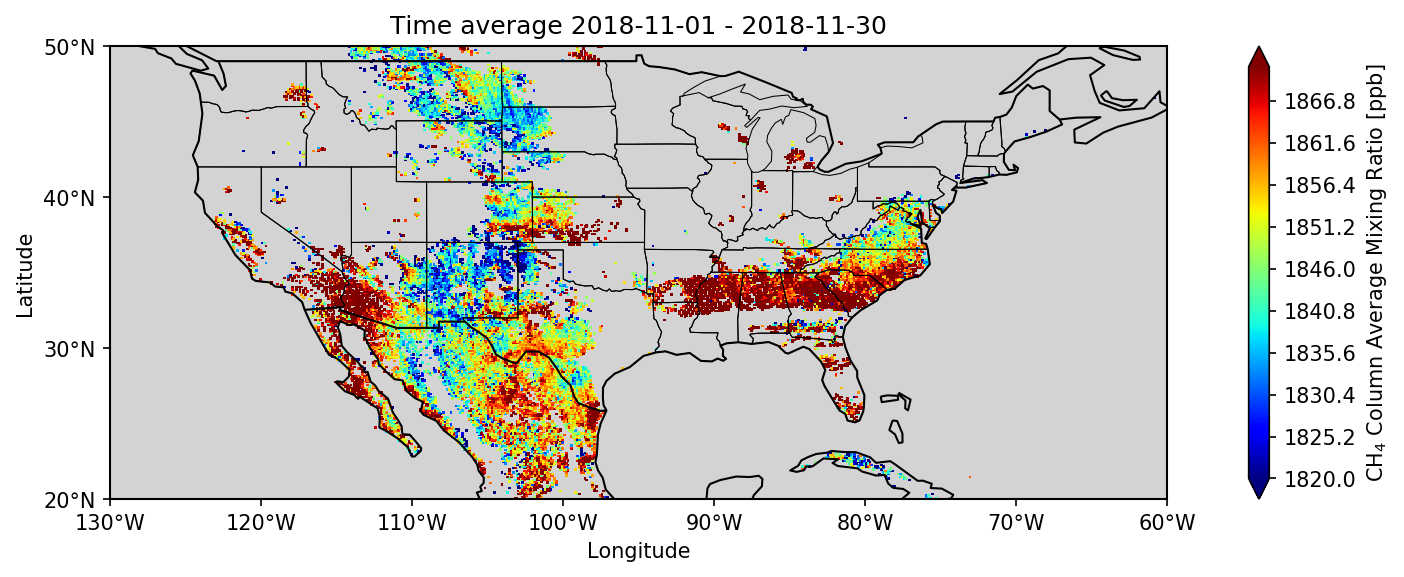 Time average 2018-11-01 - 2018-11-30
50°N
40°N
30°N
20°N
Latitude
130°W 120°W 110°W 100°W 90°W 80°W 70°W 60°W
Longitude
1866.8
1861.6
1856.4
1851.2
1846.0
1840.8
1835.6
1830.4
1825.2
1820.0
CH₄ Column Average Mixing Ratio [ppb]